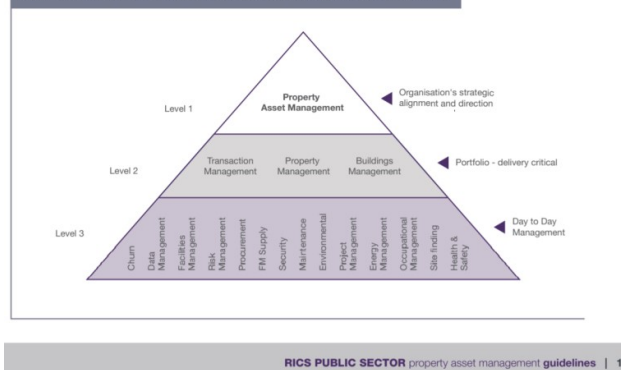 Level 1
Property
Asset Management
Organisation's strategic
alignment and direction
Level 2
Transaction
Management
Property
Management
Buildings
Management
Portfolio - delivery critical
Level 3
Churn
Data
Management
Facilities
Management
Risk
Management
Procurement
FM Supply
Security
Maintenance
Environmental
Project
Management
Energy
Management
Occupational
Management
Site finding
Health &
Safety
Day to Day
Management
RICS PUBLIC SECTOR property asset management guidelines | 1